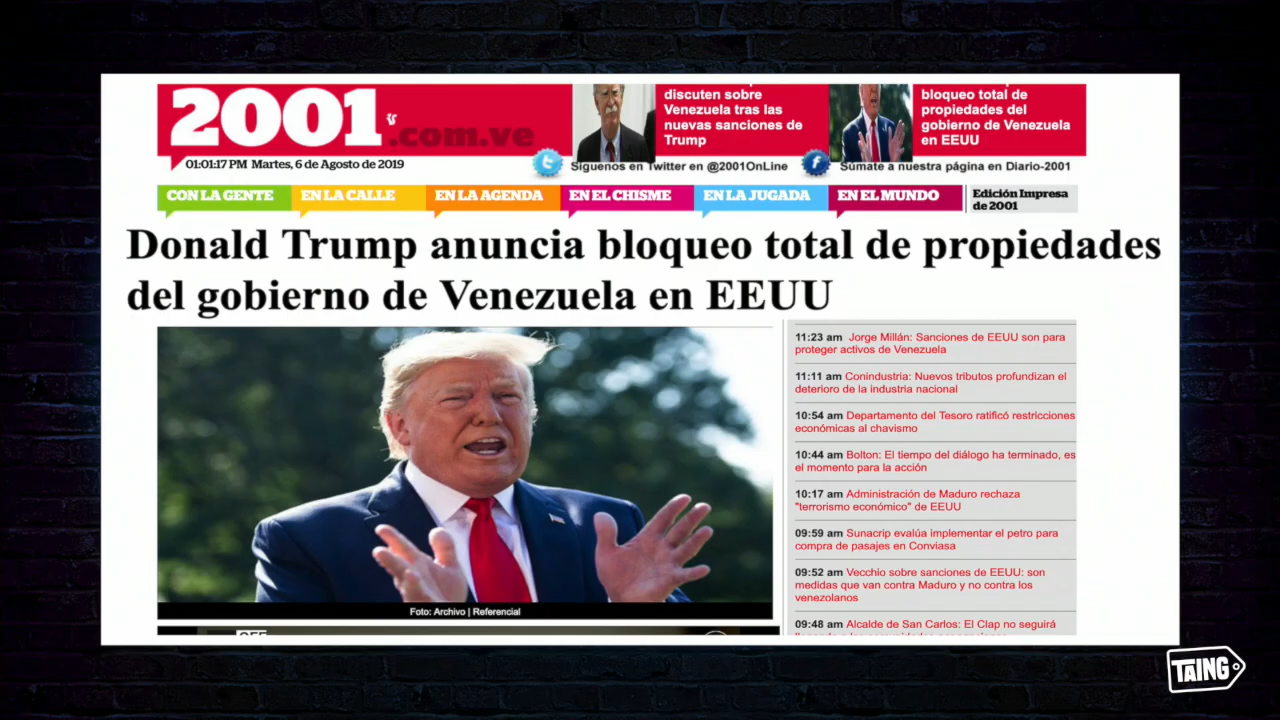 2001
.com.ve
discuten sobre
Venezuela tras las
nuevas sanciones de
Trump
bloqueo total de
propiedades del
gobierno de Venezuela
en EEUU
01:01:17 PM Martes, 6 de Agosto de 2019
Síguenos en Twitter en @2001OnLine
Súmate a nuestra página en Diario-2001
CON LA GENTE
EN LA CALLE
EN LA AGENDA
EN EL CHISME
EN LA JUGADA
EN EL MUNDO
Edición Impresa
de 2001
Donald Trump anuncia bloqueo total de propiedades
del gobierno de Venezuela en EEUU
Foto: Archivo | Referencial
11:23 am Jorge Millán: Sanciones de EEUU son para
proteger activos de Venezuela
11:11 am Conindustria: Nuevos tributos profundizan el
deterioro de la industria nacional
10:54 am Departamento del Tesoro ratificó restricciones
económicas al chavismo
10:44 am Bolton: El tiempo del diálogo ha terminado, es
el momento para la acción
10:17 am Administración de Maduro rechaza
"terrorismo económico" de EEUU
09:59 am Sunacrip evalúa implementar el petro para
compra de pasajes en Conviasa
09:52 am Vecchio sobre sanciones de EEUU: son
medidas que van contra Maduro y no contra los
venezolanos
09:48 am Alcalde de San Carlos: El Clap no seguirá
TAING